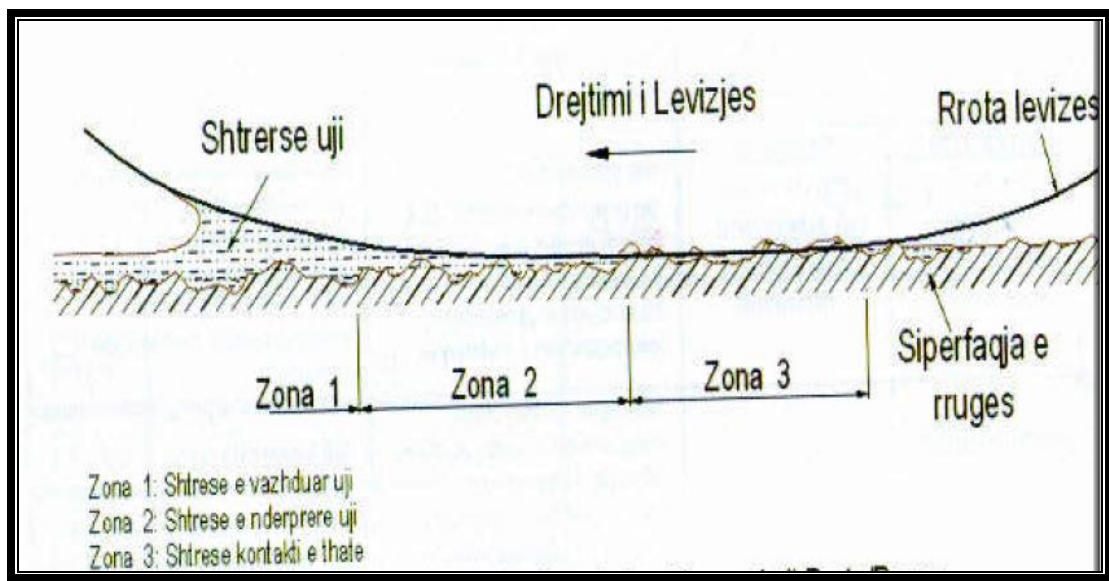 Drejtimi i Levizjes
Rrota levizes
Shtrerse uji
Siperfaqja e
rruges
Zona 1
Zona 2
Zona 3
Zona 1: Shtrese e vazhduar uji
Zona 2: Shtrese e nderprere uji
Zona 3: Shtrese kontakti e thate